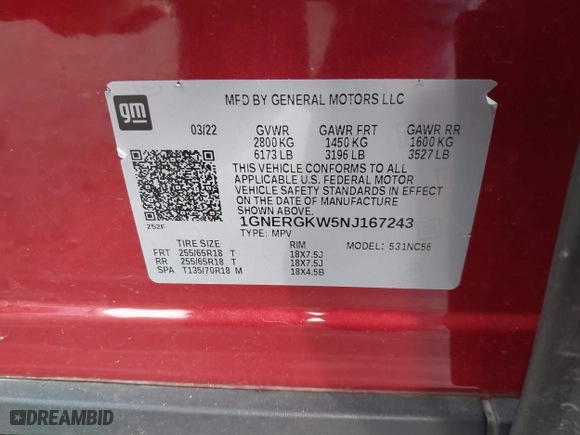 gm
MFD BY GENERAL MOTORS LLC
03/22 GVWR GAWR FRT GAWR RR
2800 KG 1450 KG 1600 KG
6173 LB 3196 LB 3527 LB
THIS VEHICLE CONFORMS TO ALL
APPLICABLE U.S. FEDERAL MOTOR
VEHICLE SAFETY STANDARDS IN EFFECT
ON THE DATE OF MANUFACTURE
SHOWN ABOVE.
1GNERGKW5NJ167243
252F TYPE: MPV MODEL: 531NC56
TIRE SIZE RIM
FRT 255/65R18 T 18X7.5J
RR 255/65R18 T 18X7.5J
SPA T135/70R18 M 18X4.5B
DREAMBID